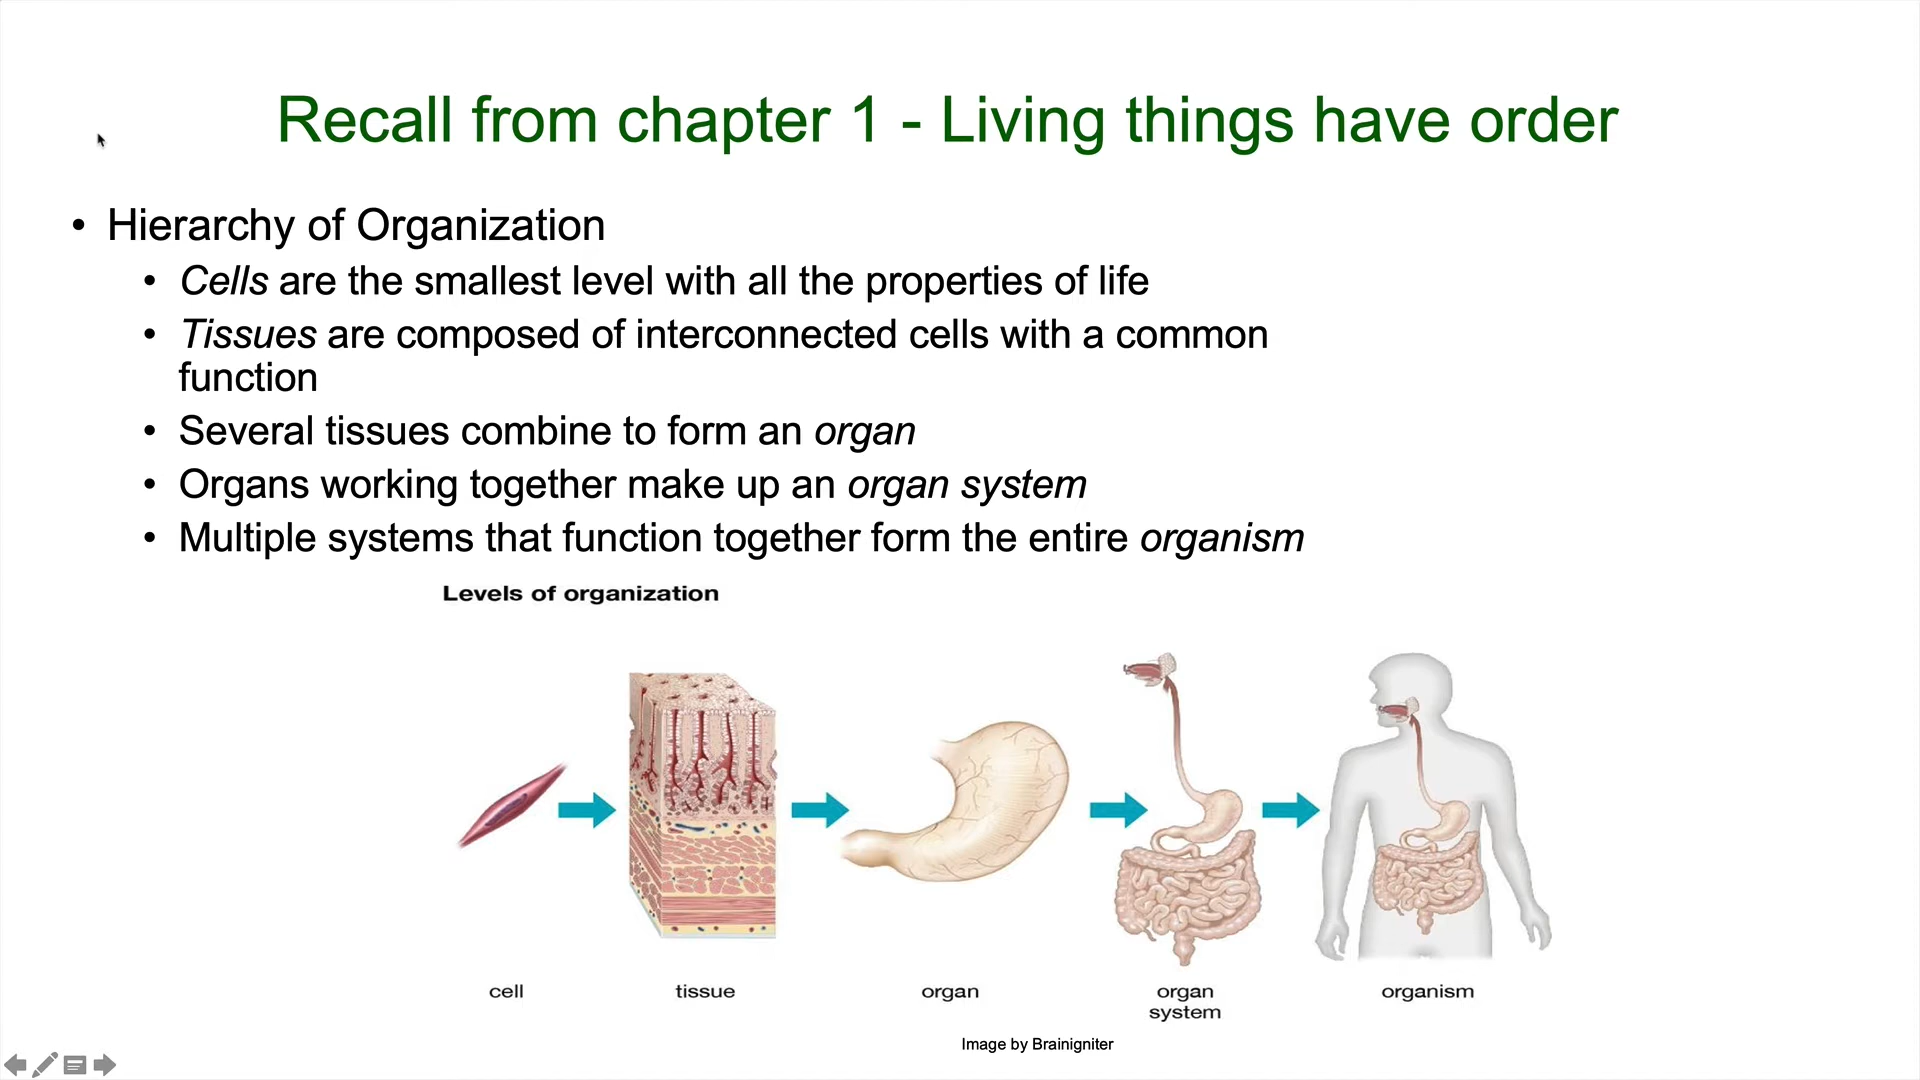 Recall from chapter 1 - Living things have order
• Hierarchy of Organization
• Cells are the smallest level with all the properties of life
• Tissues are composed of interconnected cells with a common
function
• Several tissues combine to form an organ
• Organs working together make up an organ system
• Multiple systems that function together form the entire organism
Levels of organization
cell
tissue
organ
organ
system
organism
Image by Brainigniter